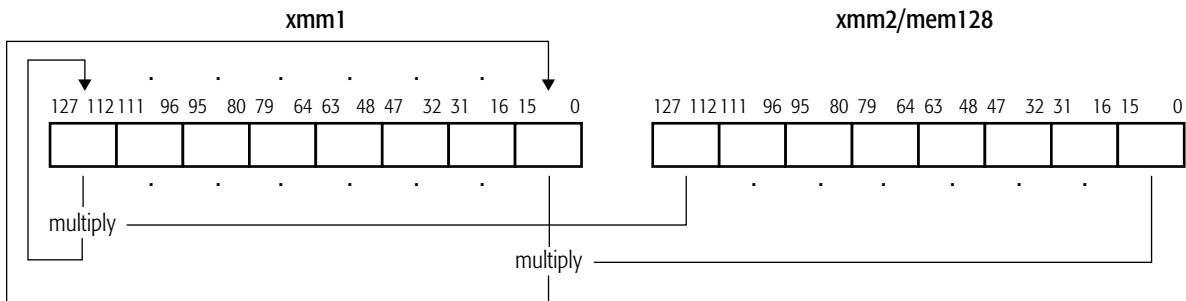 xmm1 xmm2/mem128
. . . . . .
127 112 111 96 95 80 79 64 63 48 47 32 31 16 15 0 127 112 111 96 95 80 79 64 63 48 47 32 31 16 15 0
. . . . . . . . . . . .
multiply
multiply